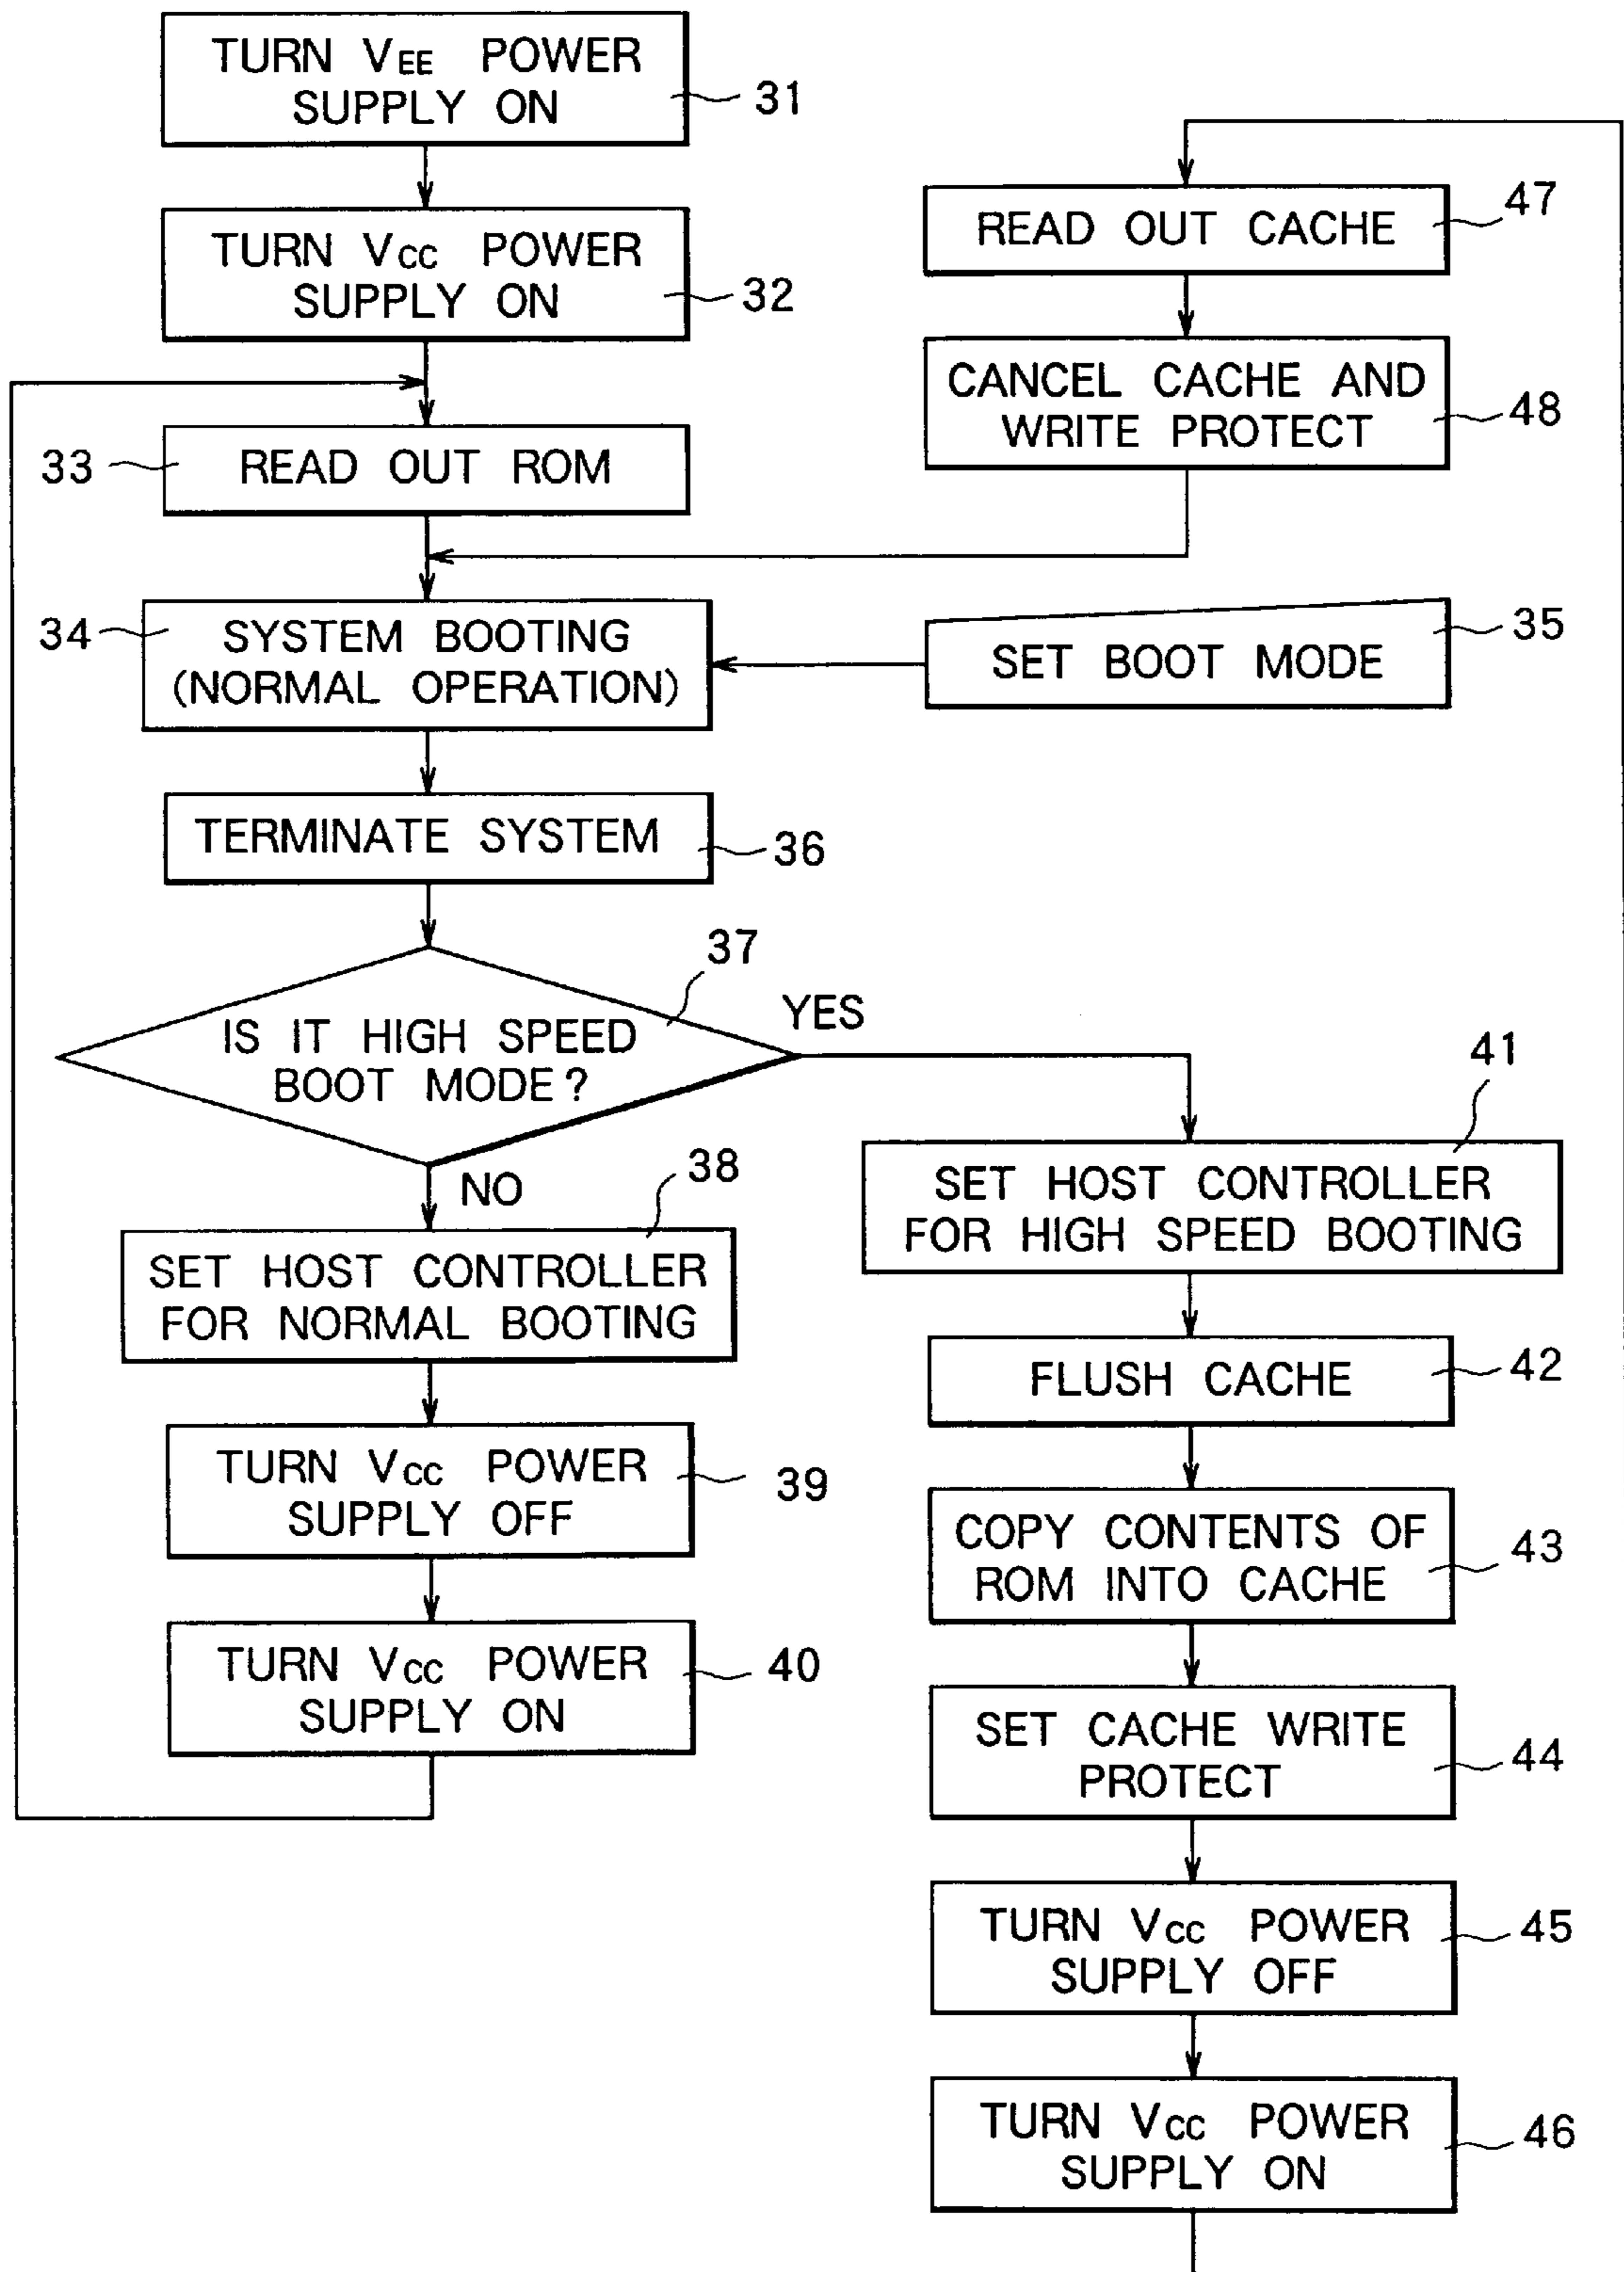 TURN VEE POWER
SUPPLY ON
31
TURN VCC POWER
SUPPLY ON
32
READ OUT ROM
33
SYSTEM BOOTING
(NORMAL OPERATION)
34
SET BOOT MODE
35
TERMINATE SYSTEM
36
IS IT HIGH SPEED
BOOT MODE?
37
YES
NO
SET HOST CONTROLLER
FOR NORMAL BOOTING
38
TURN VCC POWER
SUPPLY OFF
39
TURN VCC POWER
SUPPLY ON
40
SET HOST CONTROLLER
FOR HIGH SPEED BOOTING
41
FLUSH CACHE
42
COPY CONTENTS OF
ROM INTO CACHE
43
SET CACHE WRITE
PROTECT
44
TURN VCC POWER
SUPPLY OFF
45
TURN VCC POWER
SUPPLY ON
46
READ OUT CACHE
47
CANCEL CACHE AND
WRITE PROTECT
48